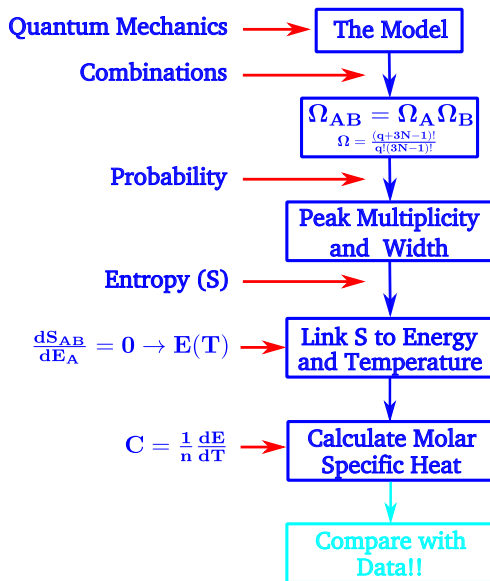 Quantum Mechanics
The Model
Combinations
Ω_AB = Ω_A Ω_B
Ω = (q+3N−1)! / q!(3N−1)!
Probability
Peak Multiplicity
and Width
Entropy (S)
dS_AB/dE_A = 0 → E(T)
Link S to Energy
and Temperature
C = 1/n dE/dT
Calculate Molar
Specific Heat
Compare with
Data!!